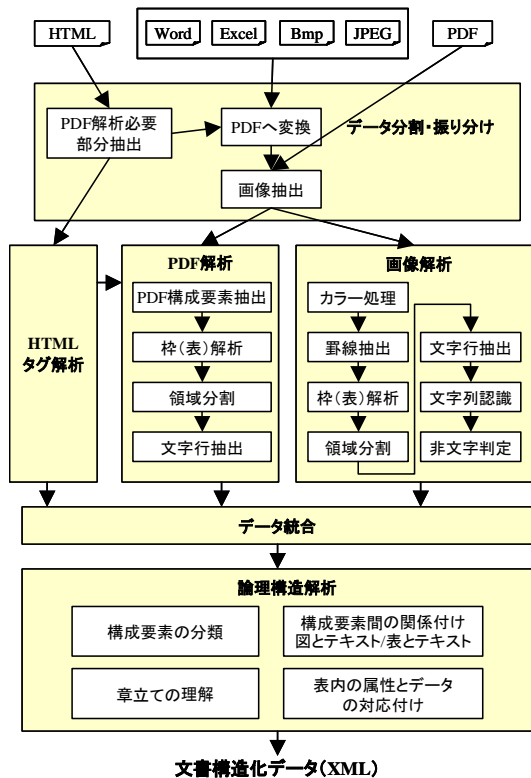 HTML
Word
Excel
Bmp
JPEG
PDF
PDF解析必要
部分抽出
PDFへ変換
データ分割・振り分け
画像抽出
HTML
タグ解析
PDF解析
PDF構成要素抽出
枠(表)解析
領域分割
文字行抽出
画像解析
カラー処理
罫線抽出
枠(表)解析
領域分割
文字行抽出
文字列認識
非文字判定
データ統合
論理構造解析
構成要素の分類
構成要素間の関係付け
図とテキスト/表とテキスト
章立ての理解
表内の属性とデータ
の対応付け
文書構造化データ(XML)